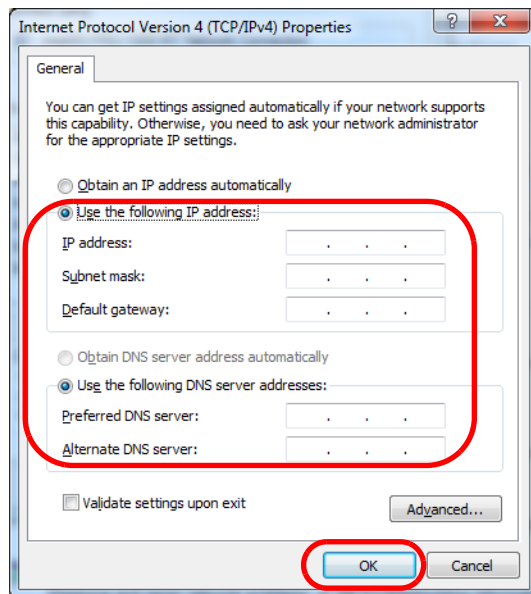 Internet Protocol Version 4 (TCP/IPv4) Properties
?
X
General
You can get IP settings assigned automatically if your network supports
this capability. Otherwise, you need to ask your network administrator
for the appropriate IP settings.
Obtain an IP address automatically
Use the following IP address:
IP address:
. . .
Subnet mask:
. . .
Default gateway:
. . .
Obtain DNS server address automatically
Use the following DNS server addresses:
Preferred DNS server:
. . .
Alternate DNS server:
. . .
Validate settings upon exit
Advanced...
OK
Cancel